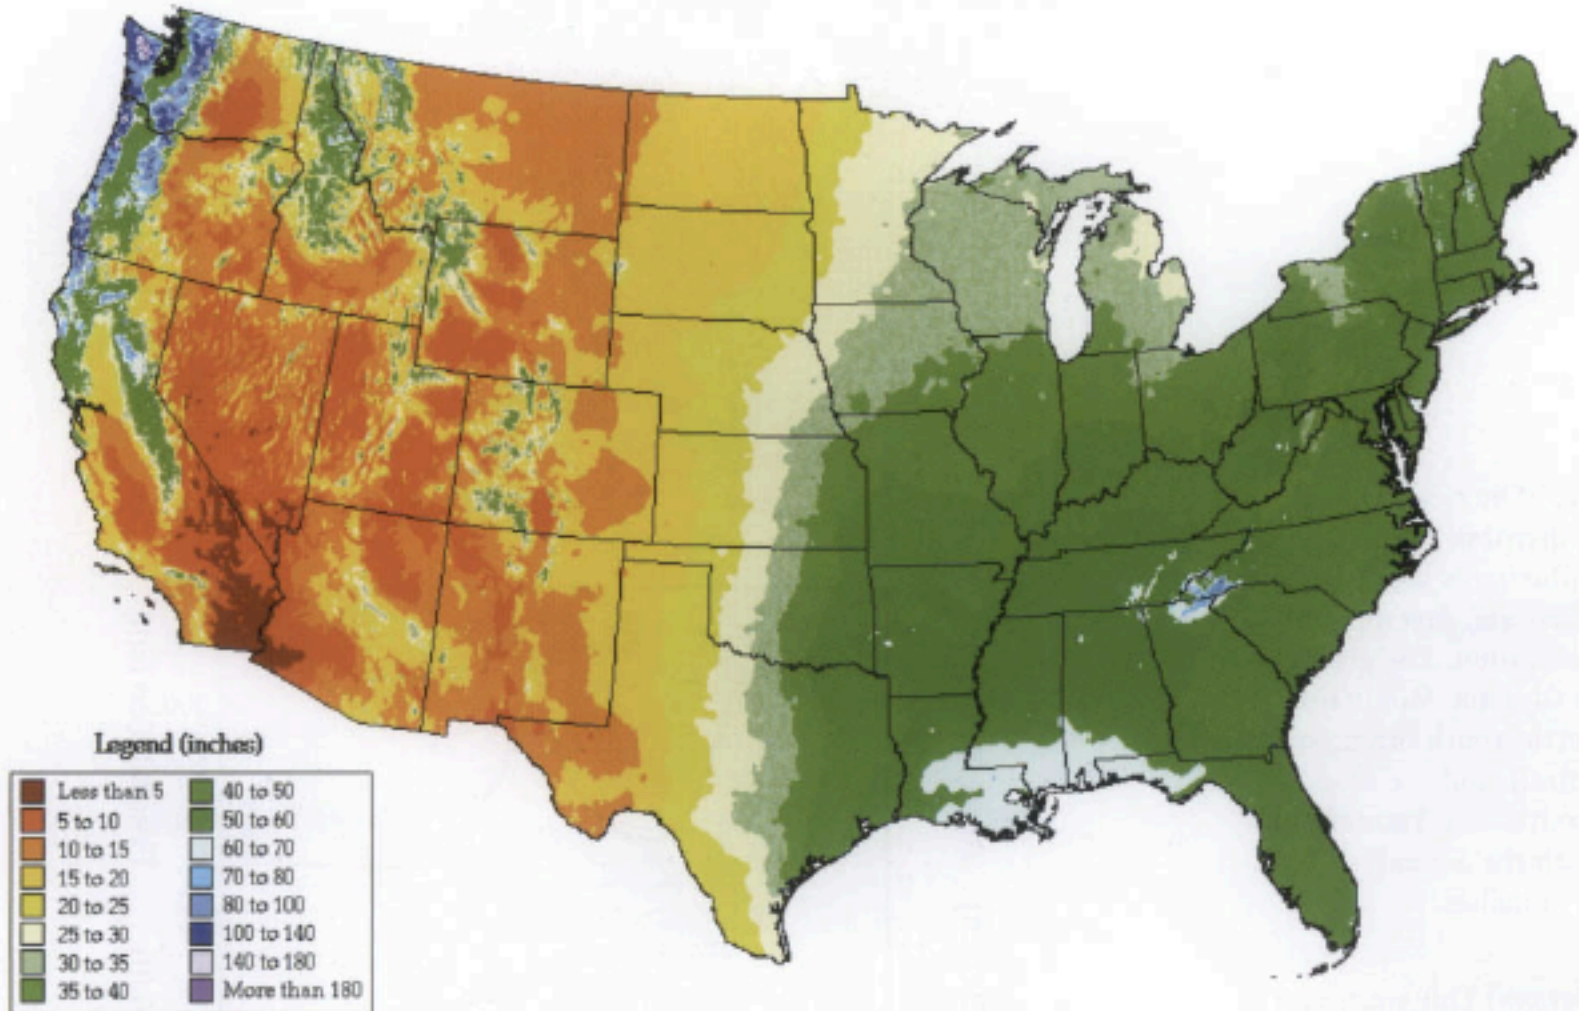 Legend (inches)
Less than 5
5 to 10
10 to 15
15 to 20
20 to 25
25 to 30
30 to 35
35 to 40
40 to 50
50 to 60
60 to 70
70 to 80
80 to 100
100 to 140
140 to 180
More than 180